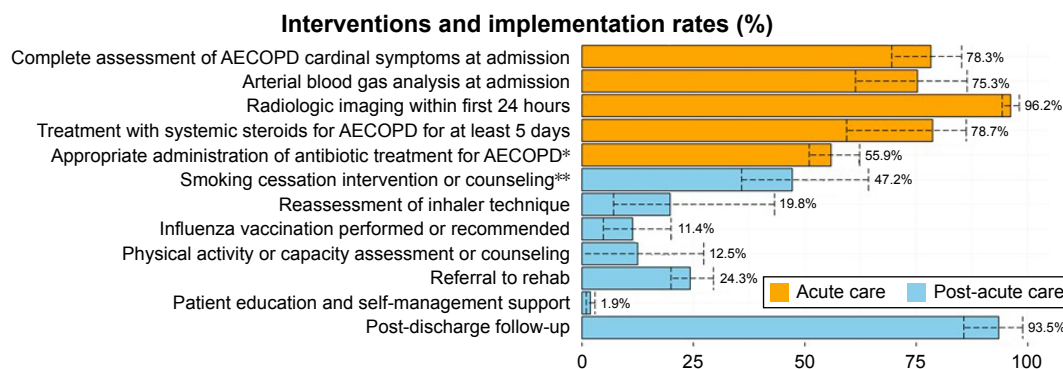 Interventions and implementation rates (%)
Complete assessment of AECOPD cardinal symptoms at admission 78.3%
Arterial blood gas analysis at admission 75.3%
Radiologic imaging within first 24 hours 96.2%
Treatment with systemic steroids for AECOPD for at least 5 days 78.7%
Appropriate administration of antibiotic treatment for AECOPD* 55.9%
Smoking cessation intervention or counseling** 47.2%
Reassessment of inhaler technique 19.8%
Influenza vaccination performed or recommended 11.4%
Physical activity or capacity assessment or counseling 12.5%
Referral to rehab 24.3%
Acute care Post-acute care
Patient education and self-management support 1.9%
Post-discharge follow-up 93.5%
0 25 50 75 100